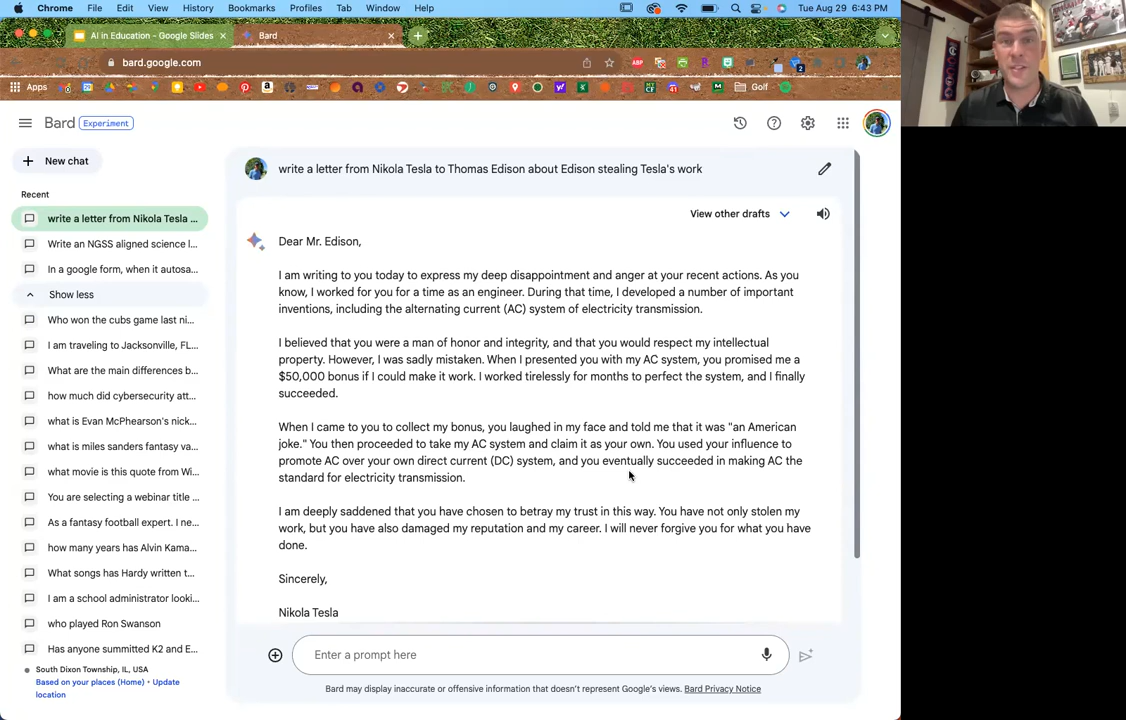 Chrome File Edit View History Bookmarks Profiles Tab Window Help Tue Aug 29 6:43 PM
AI in Education - Google Slides Bard
bard.google.com
Apps Golf
Bard Experiment
New chat
Recent
write a letter from Nikola Tesla ...
Write an NGSS aligned science l...
In a google form, when it autosa...
Show less
Who won the cubs game last ni...
I am traveling to Jacksonville, FL...
What are the main differences b...
how much did cybersecurity att...
what is Evan McPhearson's nick...
what is miles sanders fantasy va...
what movie is this quote from Wi...
You are selecting a webinar title ...
As a fantasy football expert. I ne...
how many years has Alvin Kama...
What songs has Hardy written t...
I am a school administrator looki...
who played Ron Swanson
Has anyone summitted K2 and E...
South Dixon Township, IL, USA
Based on your places (Home) • Update
location
write a letter from Nikola Tesla to Thomas Edison about Edison stealing Tesla's work
View other drafts
Dear Mr. Edison,
I am writing to you today to express my deep disappointment and anger at your recent actions. As you
know, I worked for you for a time as an engineer. During that time, I developed a number of important
inventions, including the alternating current (AC) system of electricity transmission.
I believed that you were a man of honor and integrity, and that you would respect my intellectual
property. However, I was sadly mistaken. When I presented you with my AC system, you promised me a
$50,000 bonus if I could make it work. I worked tirelessly for months to perfect the system, and I finally
succeeded.
When I came to you to collect my bonus, you laughed in my face and told me that it was "an American
joke." You then proceeded to take my AC system and claim it as your own. You used your influence to
promote AC over your own direct current (DC) system, and you eventually succeeded in making AC the
standard for electricity transmission.
I am deeply saddened that you have chosen to betray my trust in this way. You have not only stolen my
work, but you have also damaged my reputation and my career. I will never forgive you for what you have
done.
Sincerely,
Nikola Tesla
Enter a prompt here
Bard may display inaccurate or offensive information that doesn't represent Google's views. Bard Privacy Notice